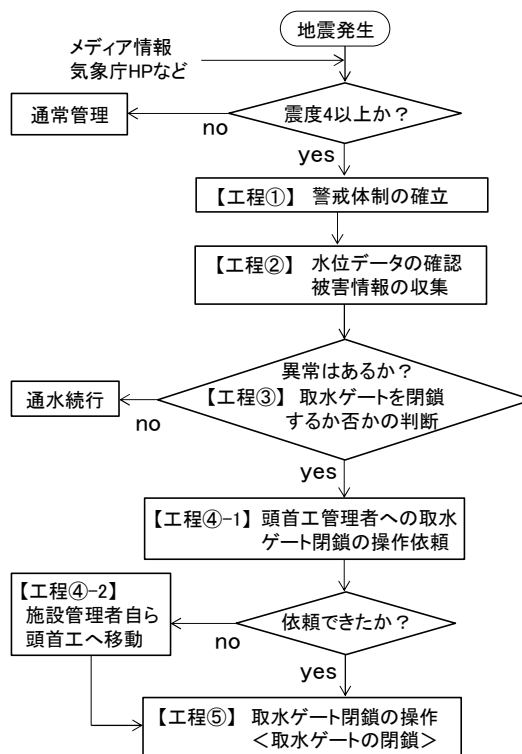 地震発生
メディア情報
気象庁HPなど
震度4以上か？
no
通常管理
yes
【工程①】 警戒体制の確立
【工程②】 水位データの確認
被害情報の収集
異常はあるか？
【工程③】 取水ゲートを閉鎖
するか否かの判断
no
通水続行
yes
【工程④-1】 頭首工管理者への取水
ゲート閉鎖の操作依頼
依頼できたか？
no
【工程④-2】
施設管理者自ら
頭首工へ移動
yes
【工程⑤】 取水ゲート閉鎖の操作
＜取水ゲートの閉鎖＞